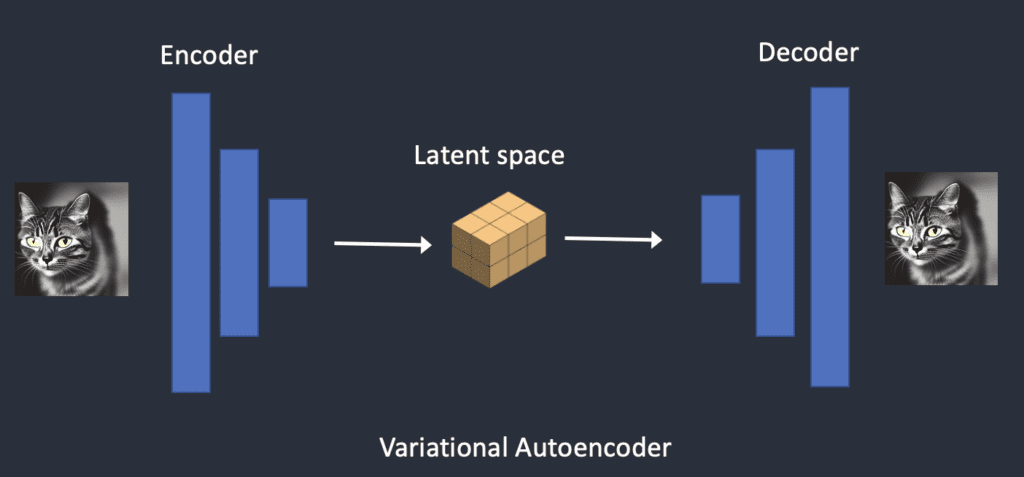 Encoder
Decoder
Latent space
Variational Autoencoder